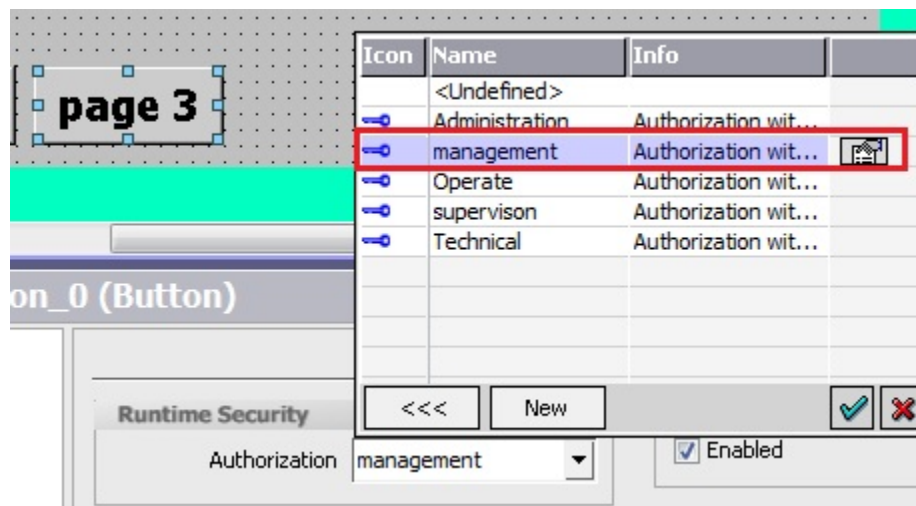 Icon Name Info
page 3
<Undefined>
Administration Authorization wit...
management Authorization wit...
Operate Authorization wit...
supervison Authorization wit...
Technical Authorization wit...
on_0 (Button)
<<< New
Runtime Security
Authorization management
Enabled